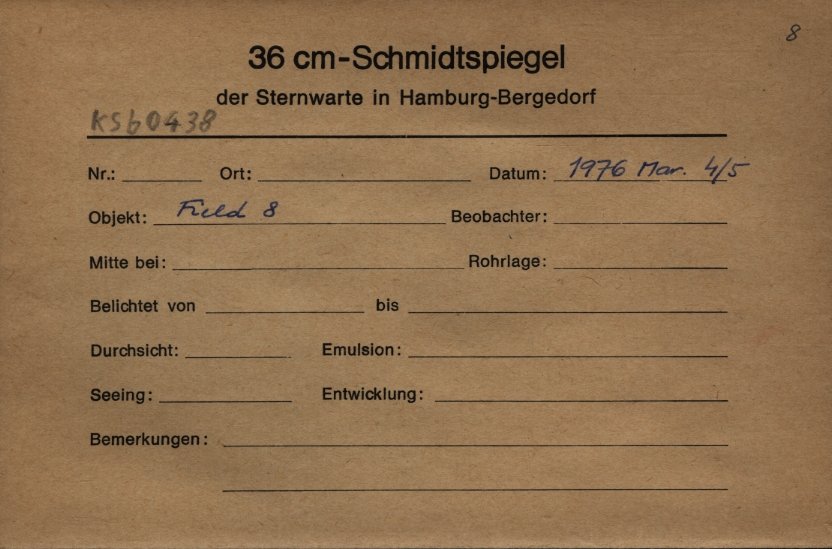 8
36 cm-Schmidtspiegel
der Sternwarte in Hamburg-Bergedorf
KSb0438
Nr.: Ort: Datum: 1976 Mar. 4/5
Objekt: Field 8 Beobachter:
Mitte bei: Rohrlage:
Belichtet von bis
Durchsicht: Emulsion:
Seeing: Entwicklung:
Bemerkungen: